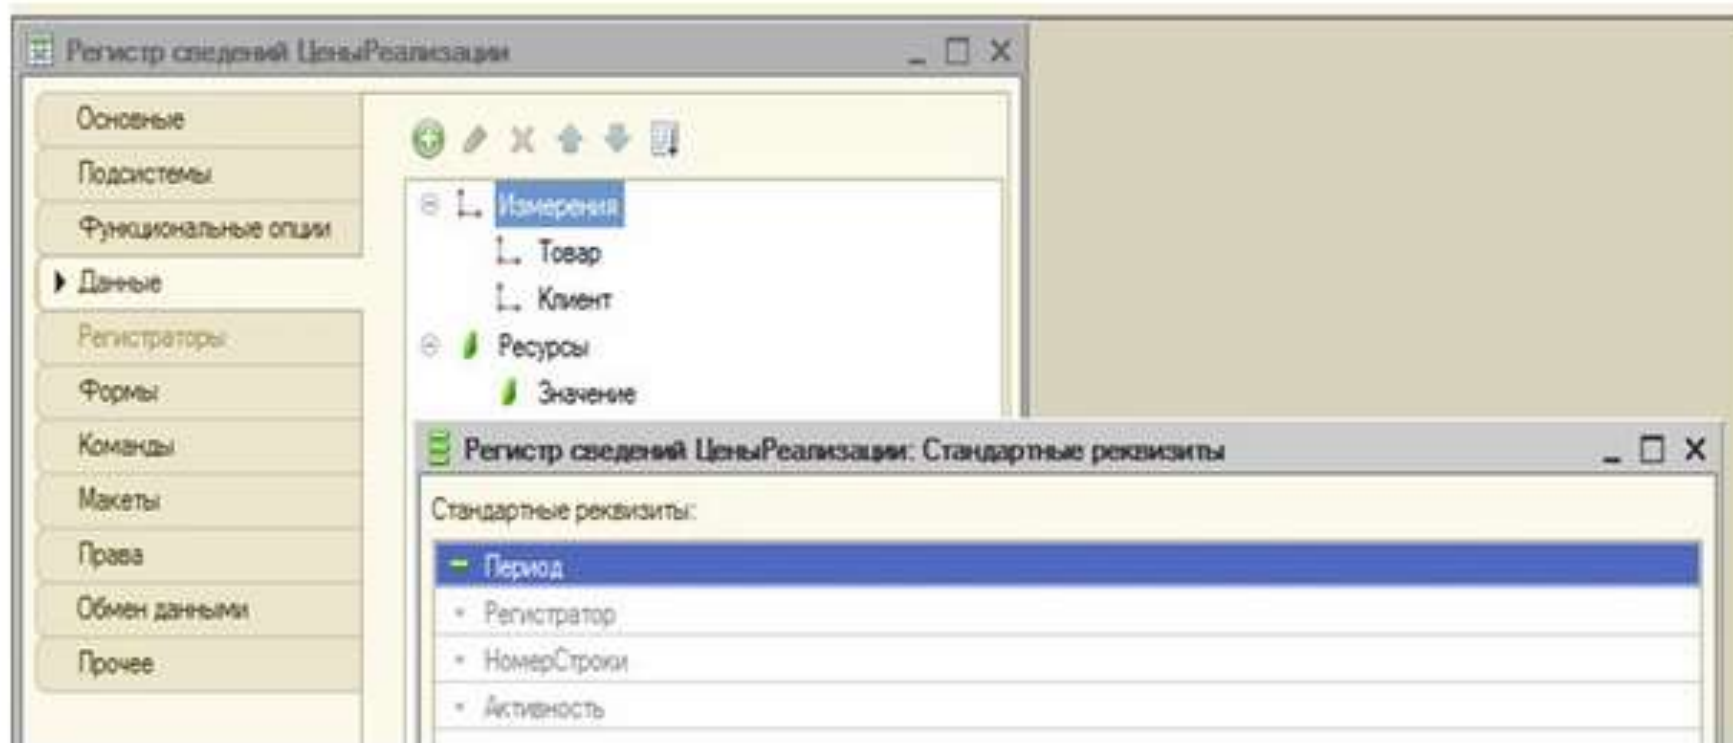 Регистр сведений ЦеныРеализации
Основные
Подсистемы
Функциональные опции
Данные
Регистраторы
Формы
Команды
Макеты
Права
Обмен данными
Прочее
Измерения
Товар
Клиент
Ресурсы
Значение
Регистр сведений ЦеныРеализации: Стандартные реквизиты
Стандартные реквизиты:
Период
Регистратор
НомерСтроки
Активность